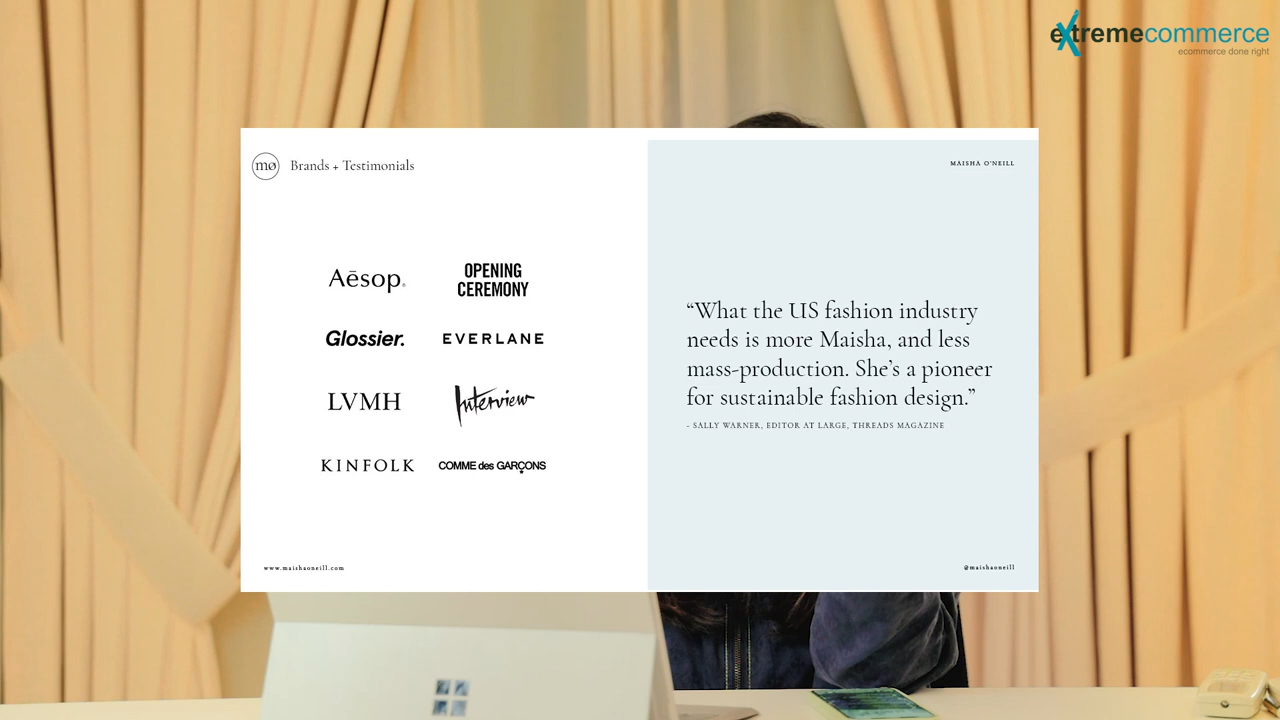 extremecommerce
ecommerce done right
mø
Brands + Testimonials
MAISHA O'NEILL
Aēsop.
OPENING
CEREMONY
Glossier.
EVERLANE
LVMH
Interview
KINFOLK
COMME des GARÇONS
“What the US fashion industry
needs is more Maisha, and less
mass-production. She’s a pioneer
for sustainable fashion design.”
- SALLY WARNER, EDITOR AT LARGE, THREADS MAGAZINE
www.maishaoneill.com
@maishaoneill